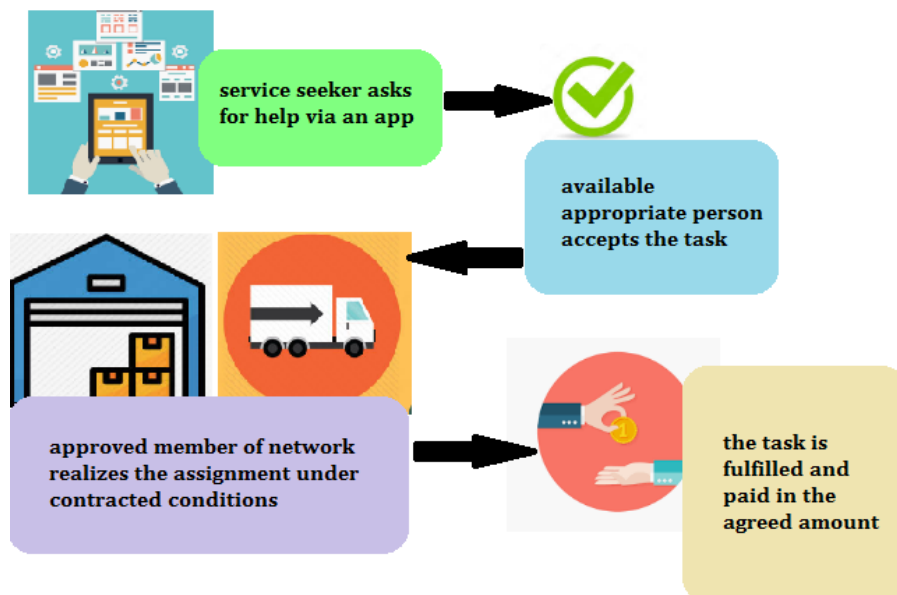 service seeker asks
for help via an app
available
appropriate person
accepts the task
approved member of network
realizes the assignment under
contracted conditions
1
the task is
fulfilled and
paid in the
agreed amount